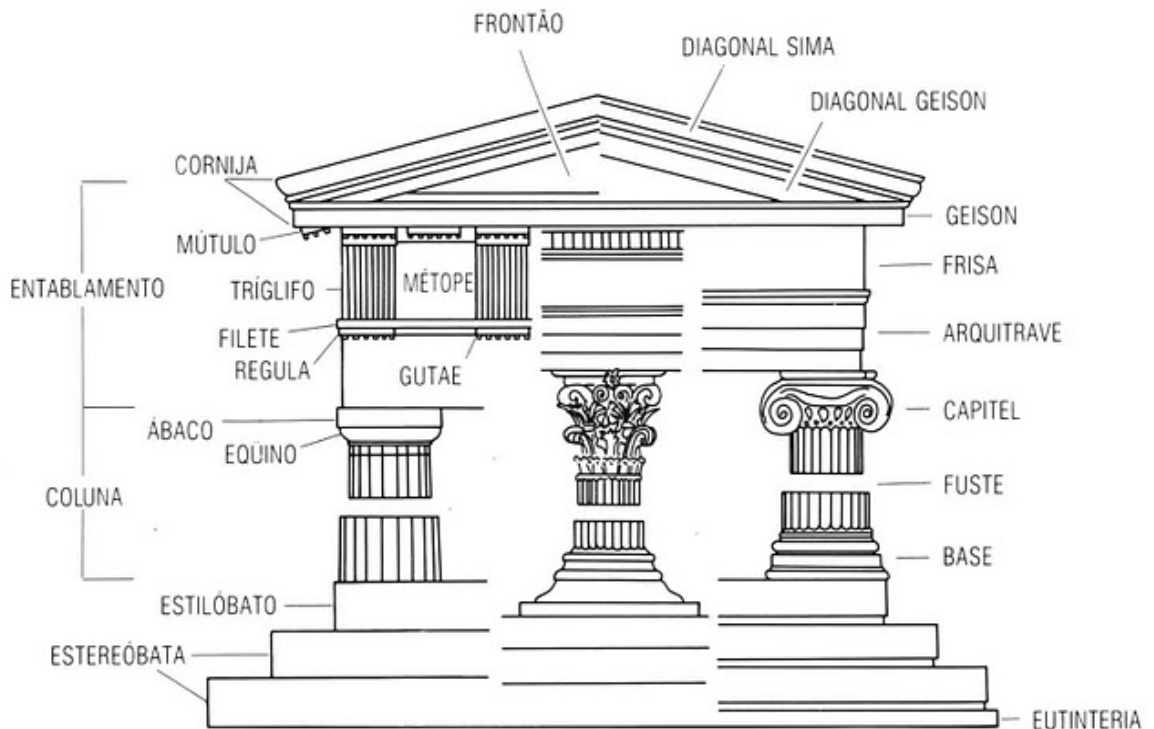 FRONTÃO
DIAGONAL SIMA
DIAGONAL GEISON
CORNIJA
GEISON
MÚTULO
FRISA
MÉTOPE
ENTABLAMENTO
TRÍGLIFO
FILETE
ARQUITRAVE
REGULA
GUTAE
CAPITEL
ÁBACO
EQÜINO
FUSTE
COLUNA
BASE
ESTILÓBATO
ESTEREÓBATA
EUTINTERIA